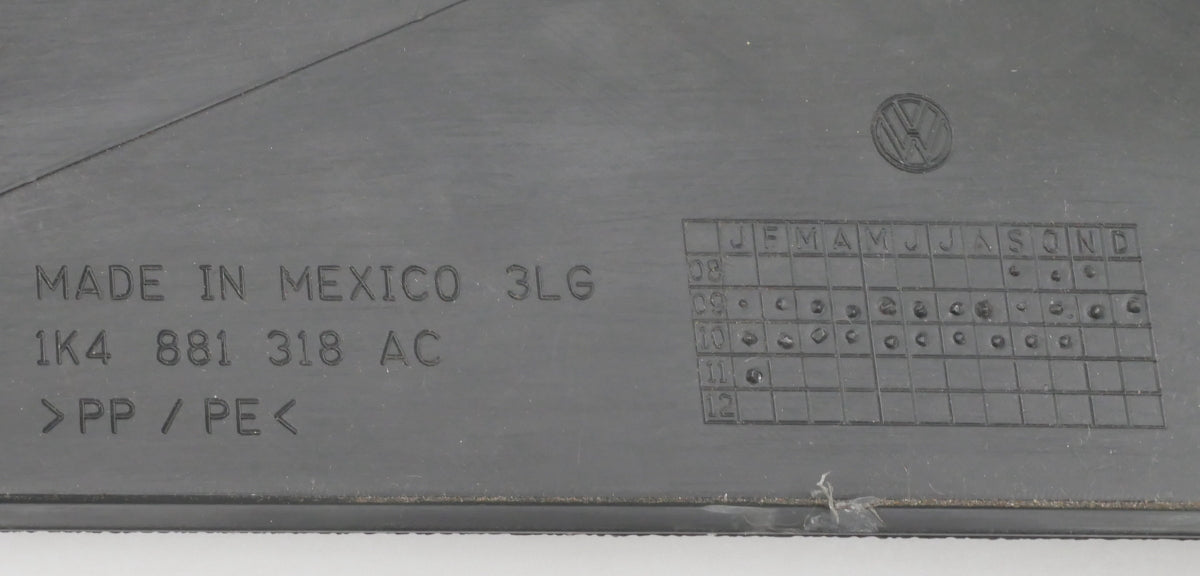 MADE IN MEXICO 3LG
1K4 881 318 AC
>PP / PE<
J F M A M J J A S O N D
08
09
10
11
12